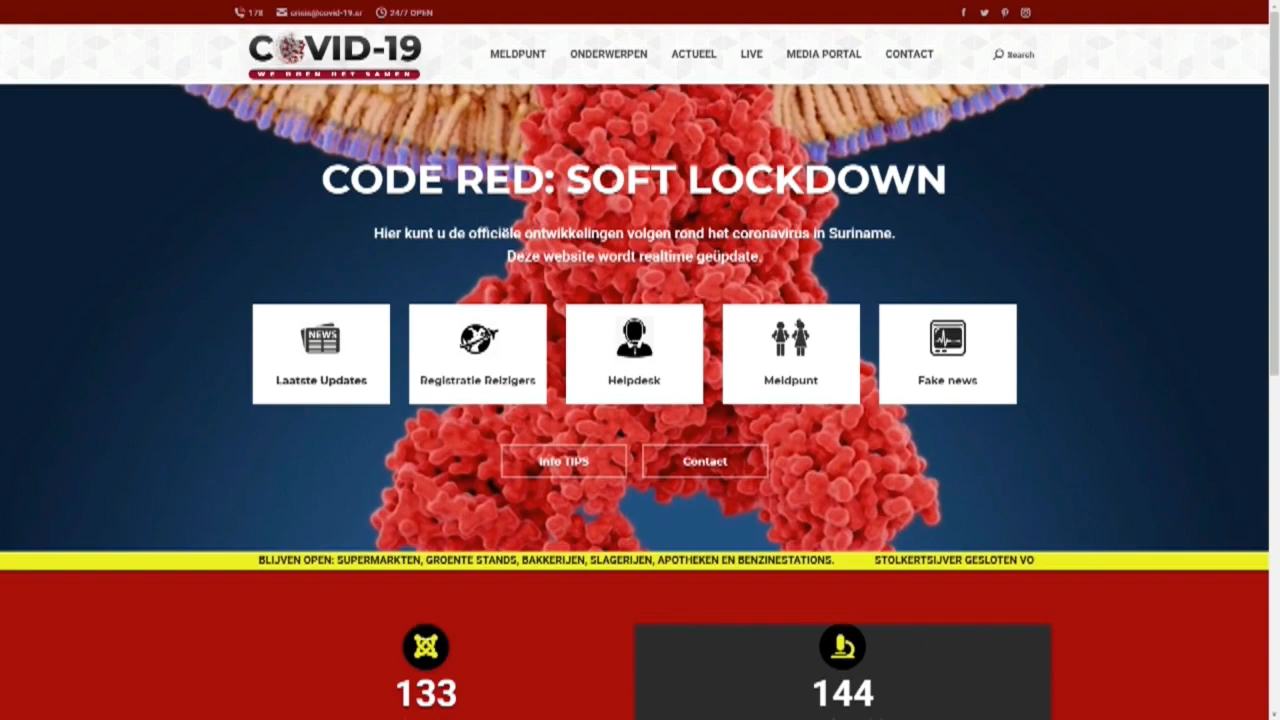 178 crisis@covid-19.sr 24/7 OPEN
COVID-19
WE DOEN HET SAMEN
MELDPUNT ONDERWERPEN ACTUEEL LIVE MEDIA PORTAL CONTACT Search
CODE RED: SOFT LOCKDOWN
Hier kunt u de officiële ontwikkelingen volgen rond het coronavirus in Suriname.
Deze website wordt realtime geüpdate.
NEWS
Laatste Updates Registratie Reizigers Helpdesk Meldpunt Fake news
Info TIPS Contact
BLIJVEN OPEN: SUPERMARKTEN, GROENTE STANDS, BAKKERIJEN, SLAGERIJEN, APOTHEKEN EN BENZINESTATIONS. STOLKERTSIJVER GESLOTEN VO
133 144